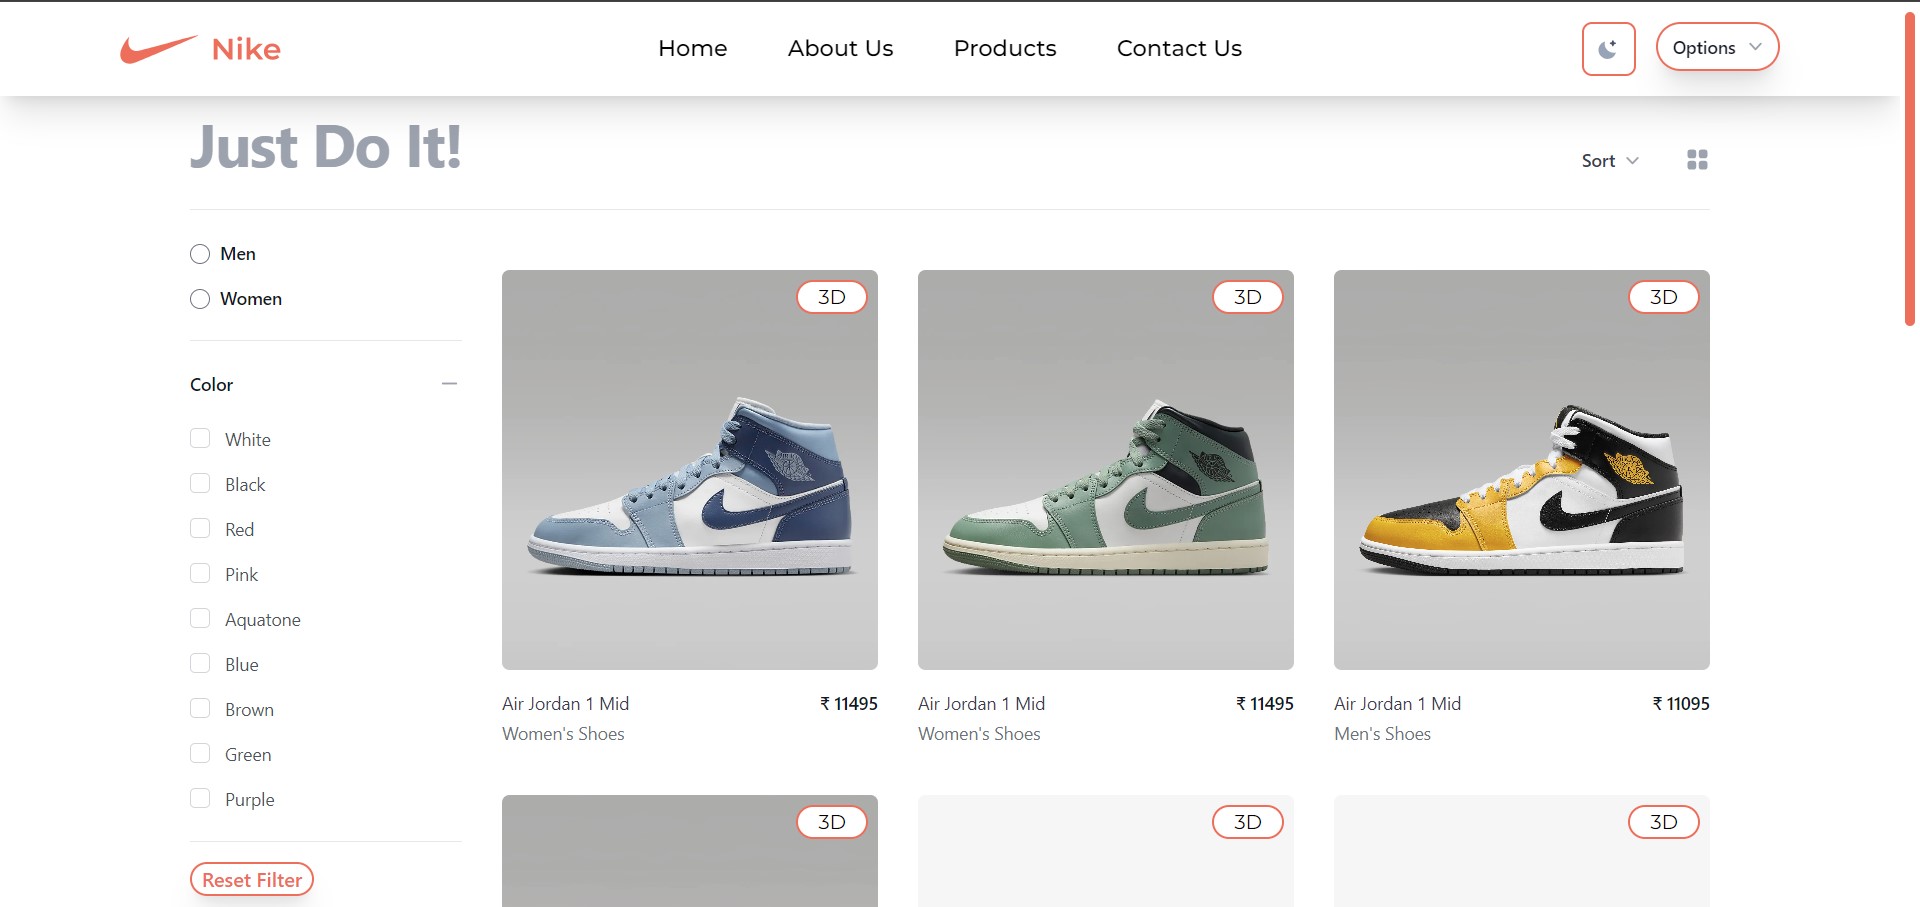 Nike
Home
About Us
Products
Contact Us
Options
Just Do It!
Sort
Men
Women
Color
White
Black
Red
Pink
Aquatone
Blue
Brown
Green
Purple
Reset Filter
3D
3D
3D
Air Jordan 1 Mid
₹ 11495
Women's Shoes
Air Jordan 1 Mid
₹ 11495
Women's Shoes
Air Jordan 1 Mid
₹ 11095
Men's Shoes
3D
3D
3D